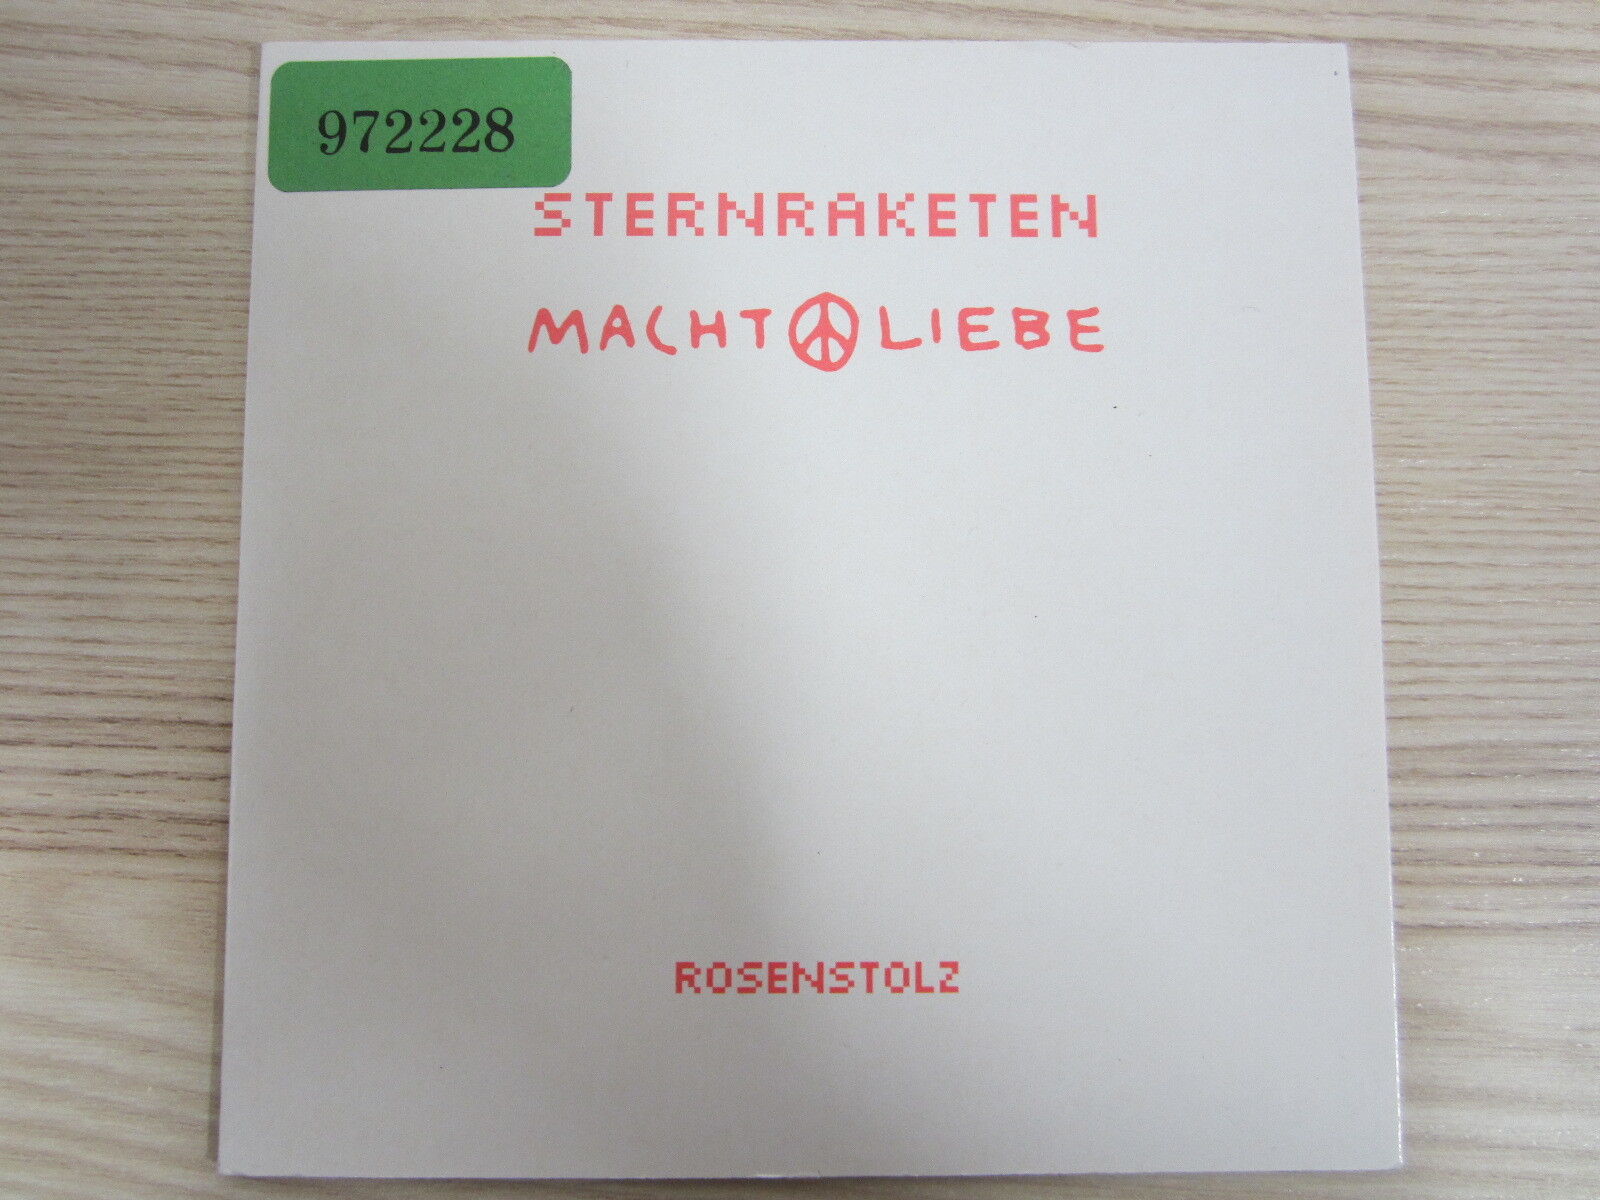 972228
STERNRAKETEN
MACHT LIEBE
ROSENSTOLZ